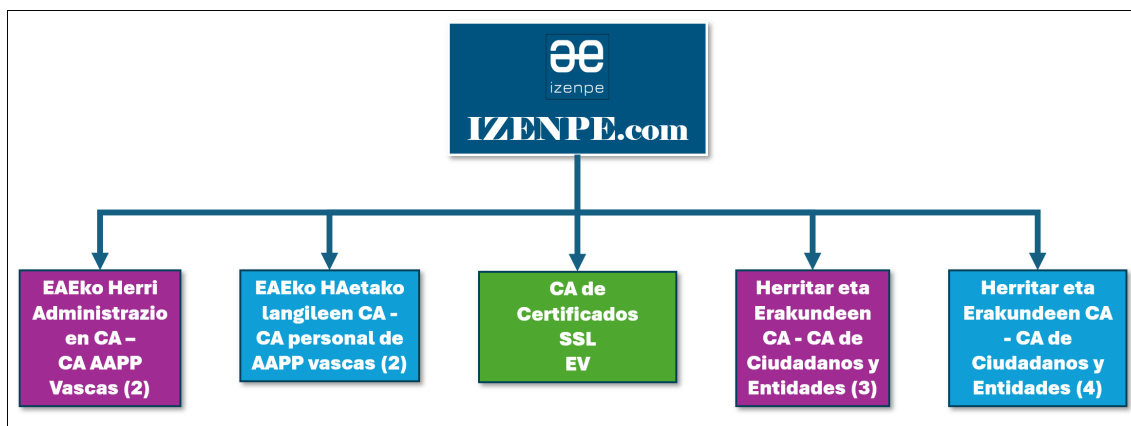 izenpe
IZENPE.com
EAEko Herri
Administrazio
en CA –
CA AAPP
Vascas (2)
EAEko HAetako
langileen CA -
CA personal de
AAPP vascas (2)
CA de
Certificados
SSL
EV
Herritar eta
Erakundeen
CA - CA de
Ciudadanos y
Entidades (3)
Herritar eta
Erakundeen CA
- CA de
Ciudadanos y
Entidades (4)